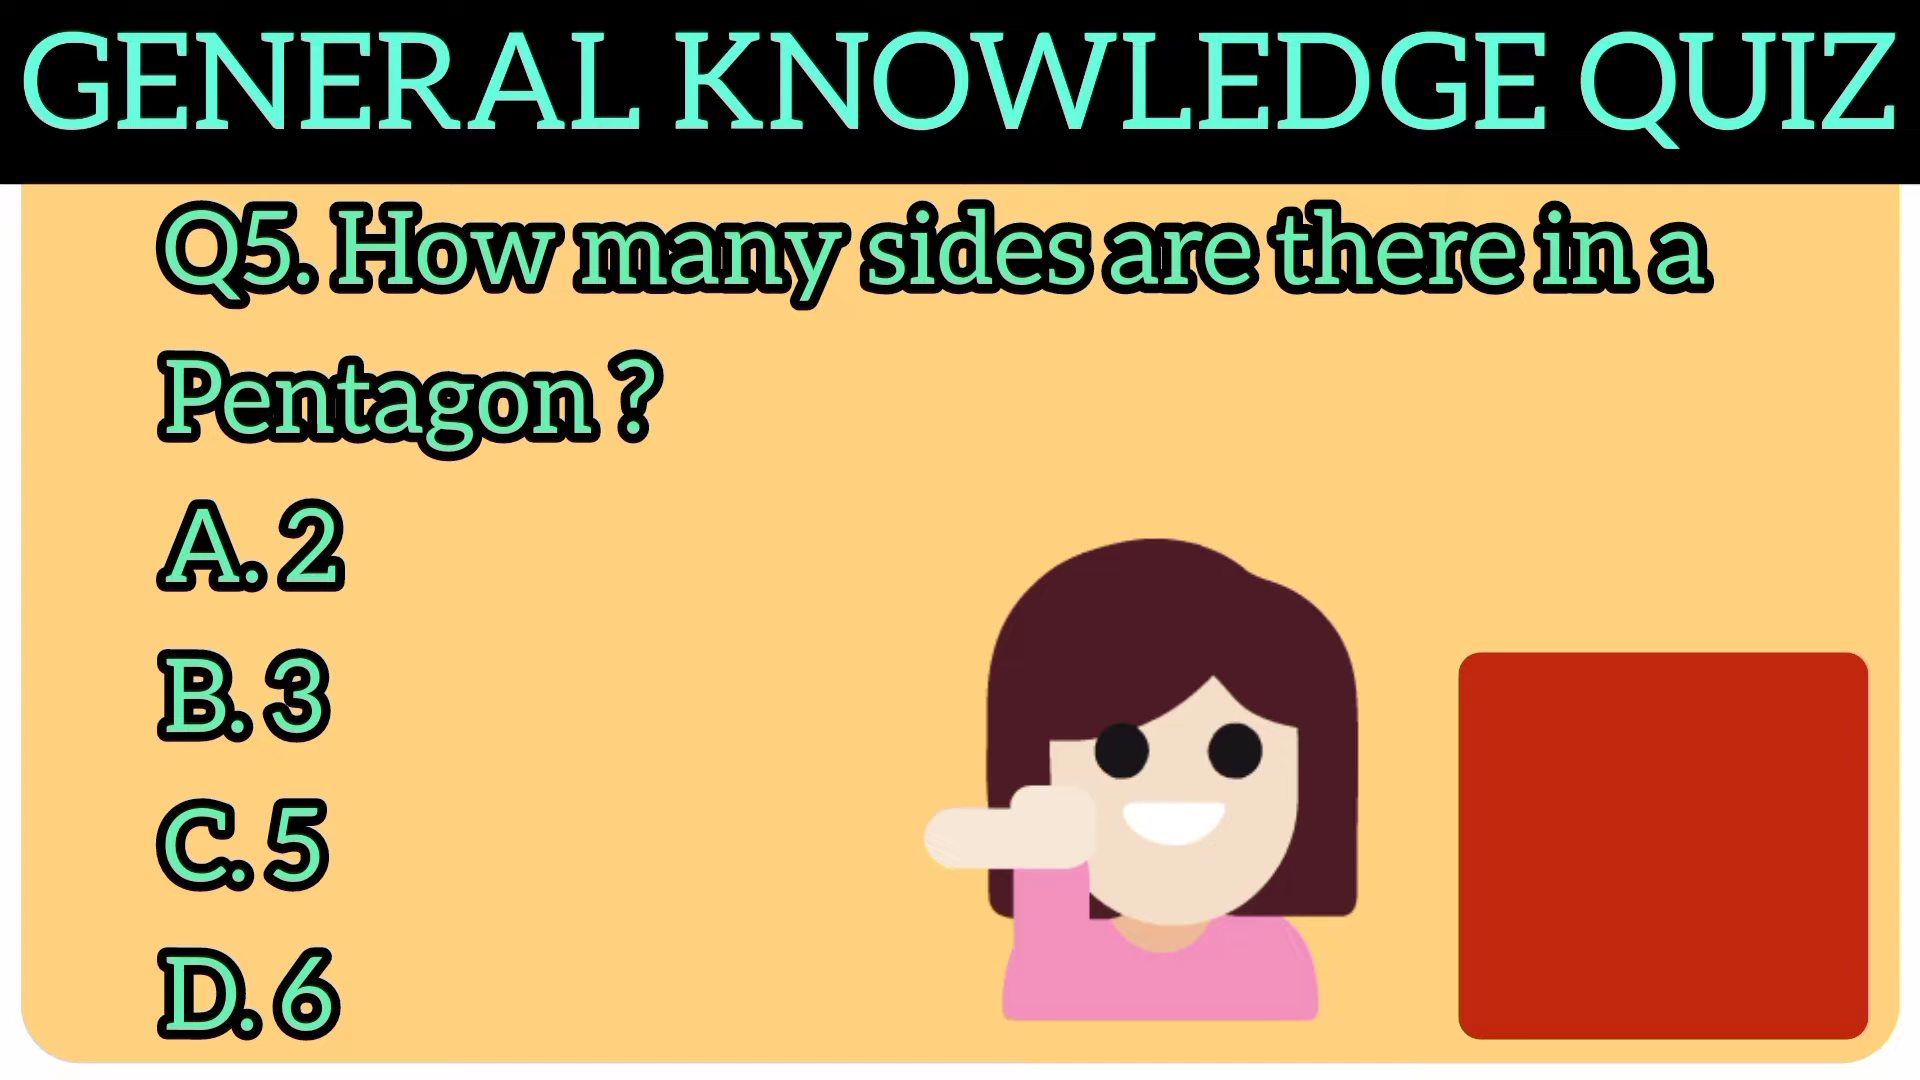 GENERAL KNOWLEDGE QUIZ
Q5. How many sides are there in a
Pentagon ?
A. 2
B. 3
C. 5
D. 6